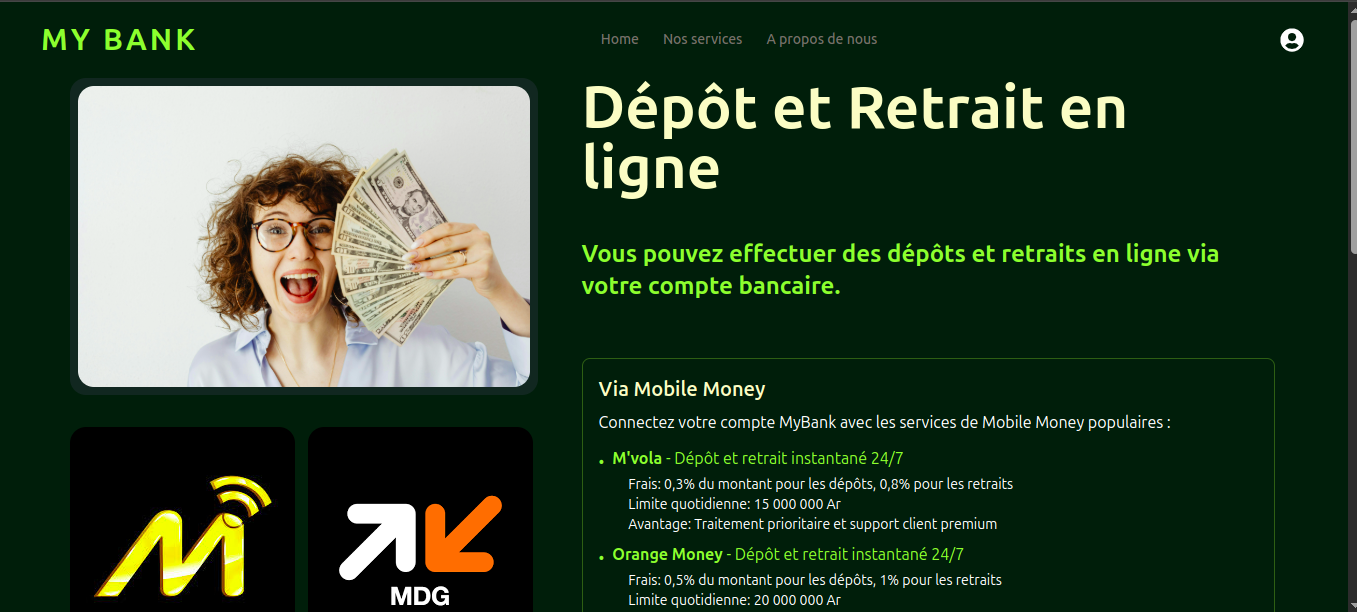 MY BANK
Home
Nos services
A propos de nous
Dépôt et Retrait en
ligne
Vous pouvez effectuer des dépôts et retraits en ligne via
votre compte bancaire.
Via Mobile Money
Connectez votre compte MyBank avec les services de Mobile Money populaires :
• M'vola - Dépôt et retrait instantané 24/7
Frais: 0,3% du montant pour les dépôts, 0,8% pour les retraits
Limite quotidienne: 15 000 000 Ar
Avantage: Traitement prioritaire et support client premium
• Orange Money - Dépôt et retrait instantané 24/7
Frais: 0,5% du montant pour les dépôts, 1% pour les retraits
Limite quotidienne: 20 000 000 Ar
M
MDG